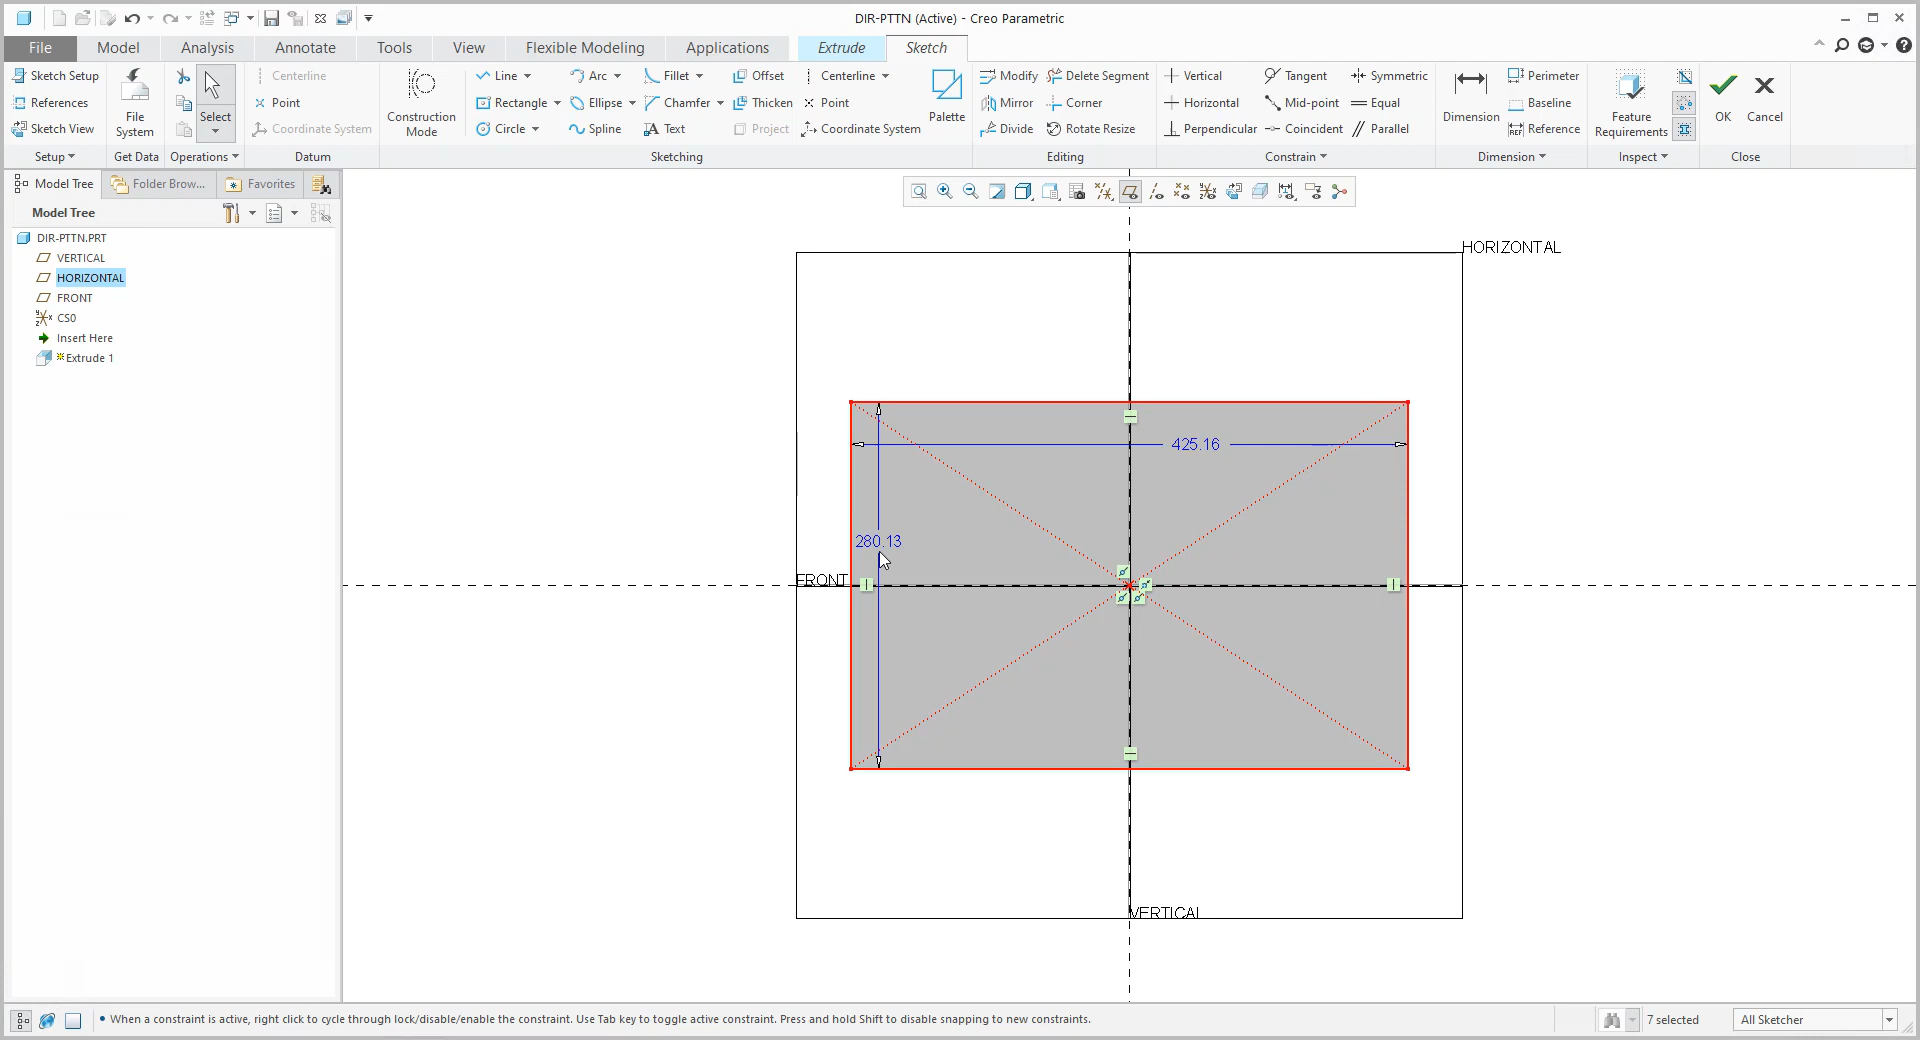 DIR-PTTN (Active) - Creo Parametric
File Model Analysis Annotate Tools View Flexible Modeling Applications Extrude Sketch
Sketch Setup
References
Sketch View
Setup
File System
Get Data
Select
Operations
Centerline
Point
Coordinate System
Datum
Construction Mode
Line Arc Fillet Offset Centerline
Rectangle Ellipse Chamfer Thicken Point
Circle Spline Text Project Coordinate System
Palette
Sketching
Modify Delete Segment
Mirror Corner
Divide Rotate Resize
Editing
Vertical Tangent Symmetric
Horizontal Mid-point Equal
Perpendicular Coincident Parallel
Constrain
Dimension
Perimeter
Baseline
REF Reference
Dimension
Feature Requirements
Inspect
OK Cancel
Close
Model Tree Folder Brow... Favorites
Model Tree
DIR-PTTN.PRT
VERTICAL
HORIZONTAL
FRONT
CS0
Insert Here
Extrude 1
HORIZONTAL
425.16
280.13
FRONT
VERTICAL
When a constraint is active, right click to cycle through lock/disable/enable the constraint. Use Tab key to toggle active constraint. Press and hold Shift to disable snapping to new constraints.
7 selected
All Sketcher